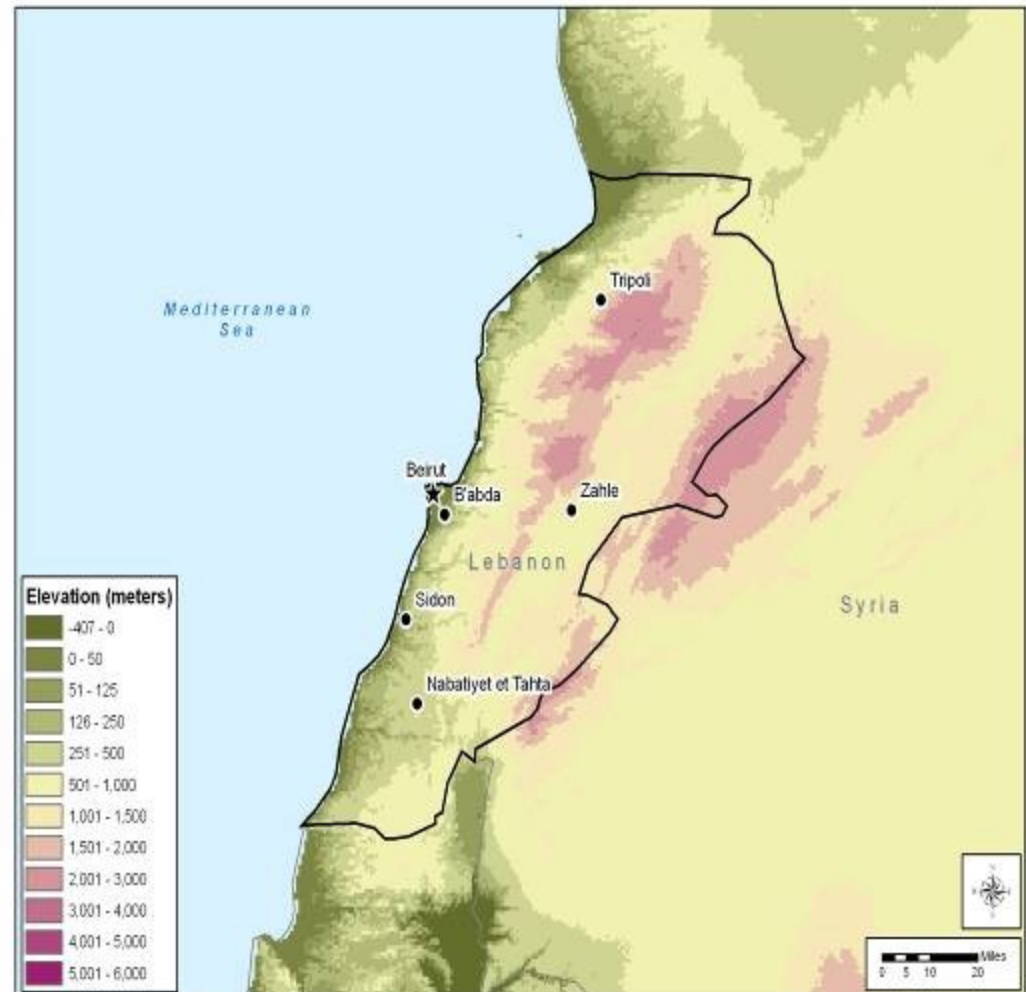 Mediterranean
Sea
Tripoli
Beirut
B'abda
Zahle
Lebanon
Sidon
Syria
Nabatiyet et Tahta
Elevation (meters)
-407 - 0
0 - 50
51 - 125
126 - 250
251 - 500
501 - 1,000
1,001 - 1,500
1,501 - 2,000
2,001 - 3,000
3,001 - 4,000
4,001 - 5,000
5,001 - 6,000
Miles
0 5 10 20